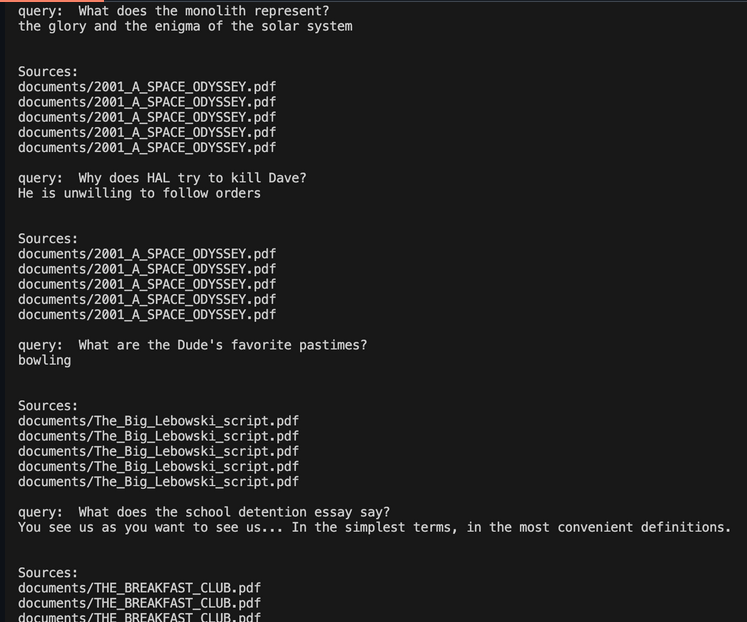 query:  What does the monolith represent?
the glory and the enigma of the solar system
Sources:
documents/2001_A_SPACE_ODYSSEY.pdf
documents/2001_A_SPACE_ODYSSEY.pdf
documents/2001_A_SPACE_ODYSSEY.pdf
documents/2001_A_SPACE_ODYSSEY.pdf
documents/2001_A_SPACE_ODYSSEY.pdf
query:  Why does HAL try to kill Dave?
He is unwilling to follow orders
Sources:
documents/2001_A_SPACE_ODYSSEY.pdf
documents/2001_A_SPACE_ODYSSEY.pdf
documents/2001_A_SPACE_ODYSSEY.pdf
documents/2001_A_SPACE_ODYSSEY.pdf
documents/2001_A_SPACE_ODYSSEY.pdf
query:  What are the Dude's favorite pastimes?
bowling
Sources:
documents/The_Big_Lebowski_script.pdf
documents/The_Big_Lebowski_script.pdf
documents/The_Big_Lebowski_script.pdf
documents/The_Big_Lebowski_script.pdf
documents/The_Big_Lebowski_script.pdf
query:  What does the school detention essay say?
You see us as you want to see us... In the simplest terms, in the most convenient definitions.
Sources:
documents/THE_BREAKFAST_CLUB.pdf
documents/THE_BREAKFAST_CLUB.pdf
documents/THE_BREAKFAST_CLUB.pdf